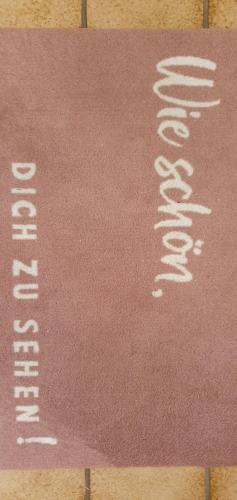 Wie schön,
DICH ZU SEHEN!